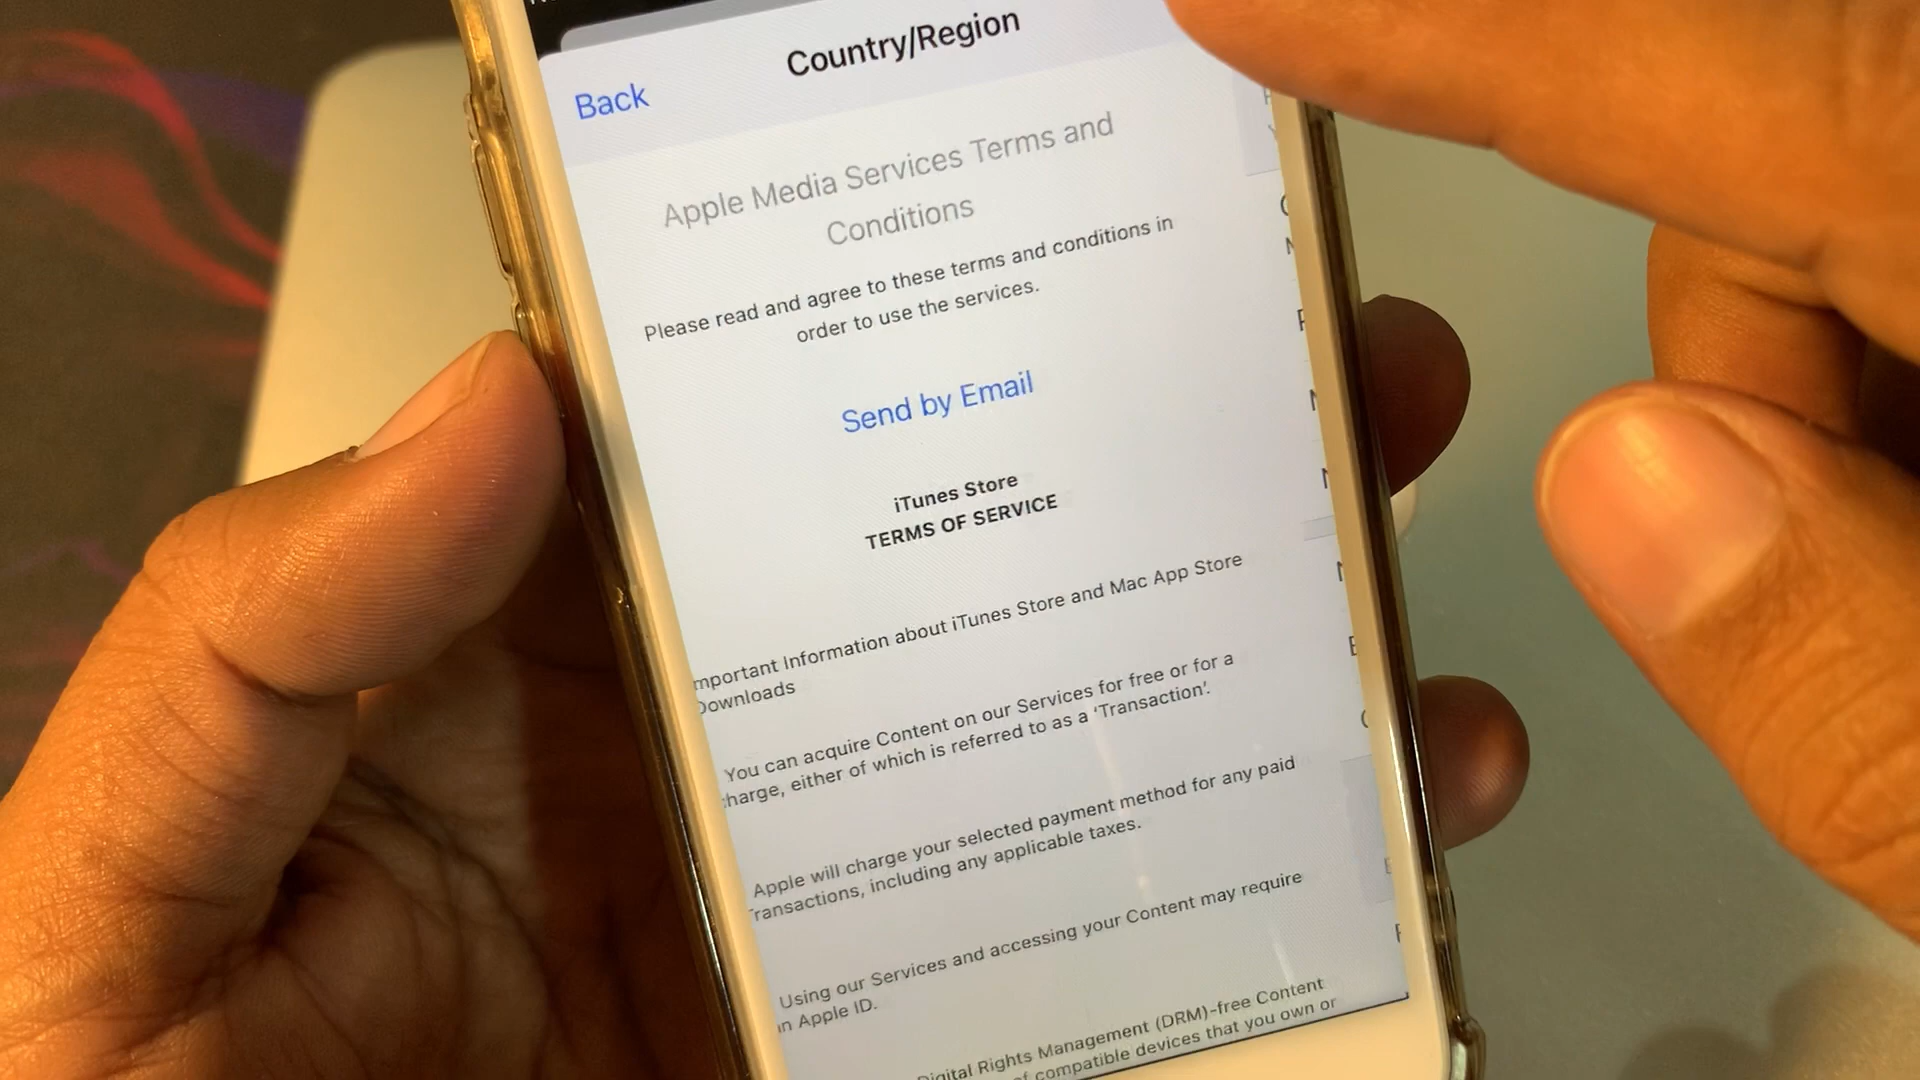 Country/Region
Back
Apple Media Services Terms and
Conditions
Please read and agree to these terms and conditions in
order to use the services.
Send by Email
iTunes Store
TERMS OF SERVICE
mportant Information about iTunes Store and Mac App Store
Downloads
You can acquire Content on our Services for free or for a
harge, either of which is referred to as a ‘Transaction’.
Apple will charge your selected payment method for any paid
Transactions, including any applicable taxes.
Using our Services and accessing your Content may require
an Apple ID.
Digital Rights Management (DRM)-free Content
of compatible devices that you own or